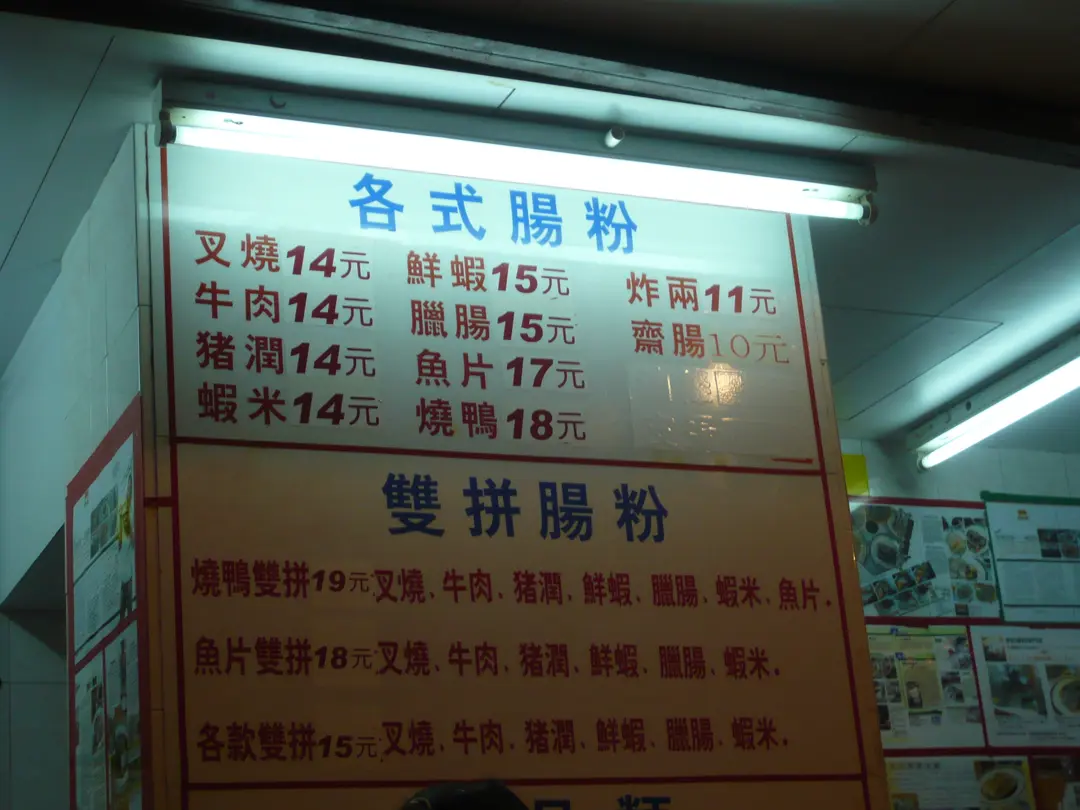 各式腸粉
叉燒14元 鮮蝦15元 炸兩11元
牛肉14元 臘腸15元 齋腸10元
猪潤14元 魚片17元
蝦米14元 燒鴨18元
雙拼腸粉
燒鴨雙拼19元叉燒、牛肉、猪潤、鮮蝦、臘腸、蝦米、魚片.
魚片雙拼18元叉燒、牛肉、猪潤、鮮蝦、臘腸、蝦米.
各款雙拼15元叉燒、牛肉、猪潤、鮮蝦、臘腸、蝦米.